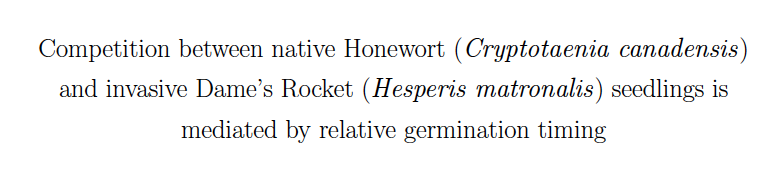 Competition between native Honewort (Cryptotaenia canadensis)
and invasive Dame's Rocket (Hesperis matronalis) seedlings is
mediated by relative germination timing